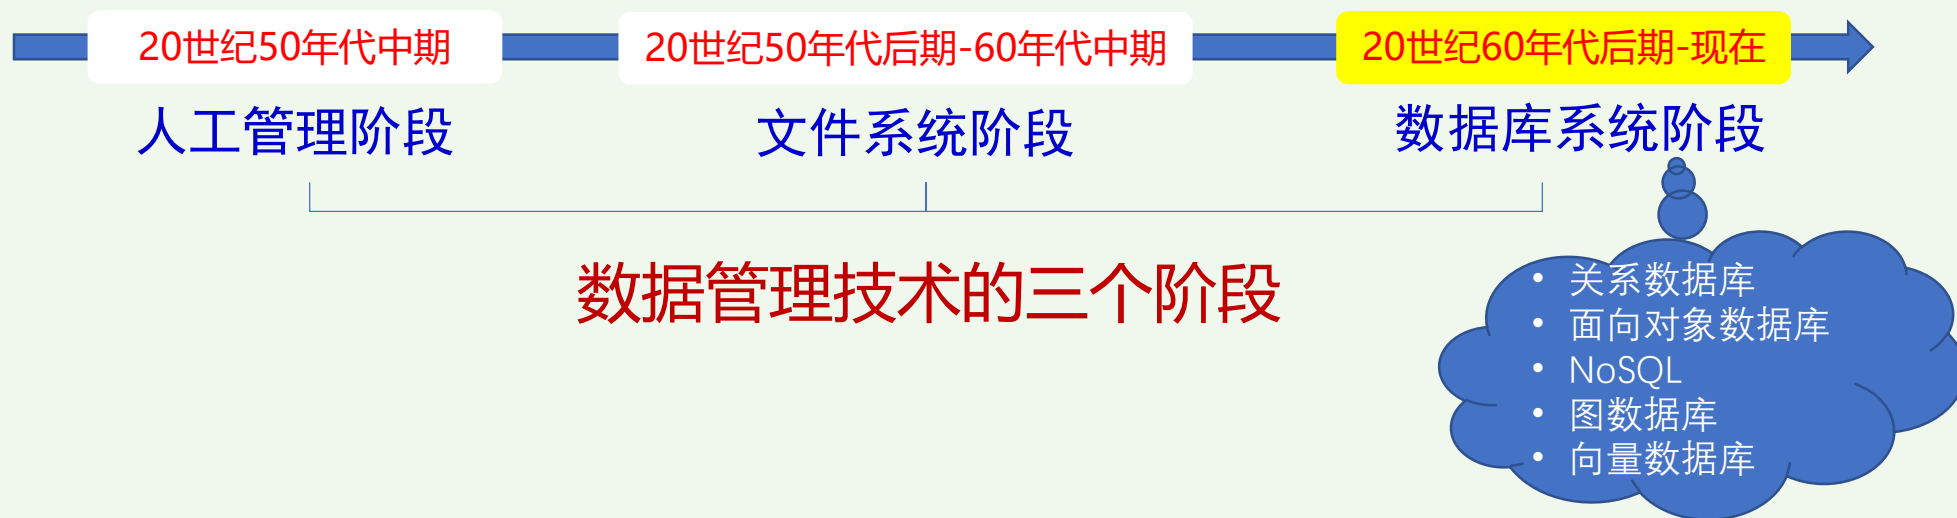 20世纪50年代中期
20世纪50年代后期-60年代中期
20世纪60年代后期-现在
人工管理阶段
文件系统阶段
数据库系统阶段
数据管理技术的三个阶段
• 关系数据库
• 面向对象数据库
• NoSQL
• 图数据库
• 向量数据库